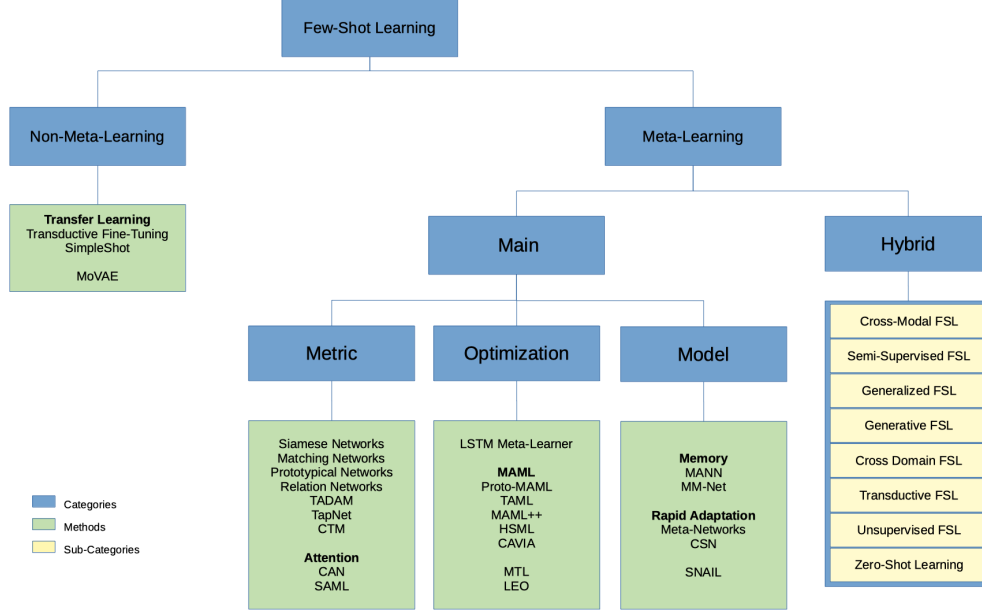 Few-Shot Learning
Non-Meta-Learning
Meta-Learning
Transfer Learning
Transductive Fine-Tuning
SimpleShot
MoVAE
Main
Hybrid
Metric
Optimization
Model
Siamese Networks
Matching Networks
Prototypical Networks
Relation Networks
TADAM
TapNet
CTM
Attention
CAN
SAML
LSTM Meta-Learner
MAML
Proto-MAML
TAML
MAML++
HSML
CAVIA
MTL
LEO
Memory
MANN
MM-Net
Rapid Adaptation
Meta-Networks
CSN
SNAIL
Cross-Modal FSL
Semi-Supervised FSL
Generalized FSL
Generative FSL
Cross Domain FSL
Transductive FSL
Unsupervised FSL
Zero-Shot Learning
Categories
Methods
Sub-Categories